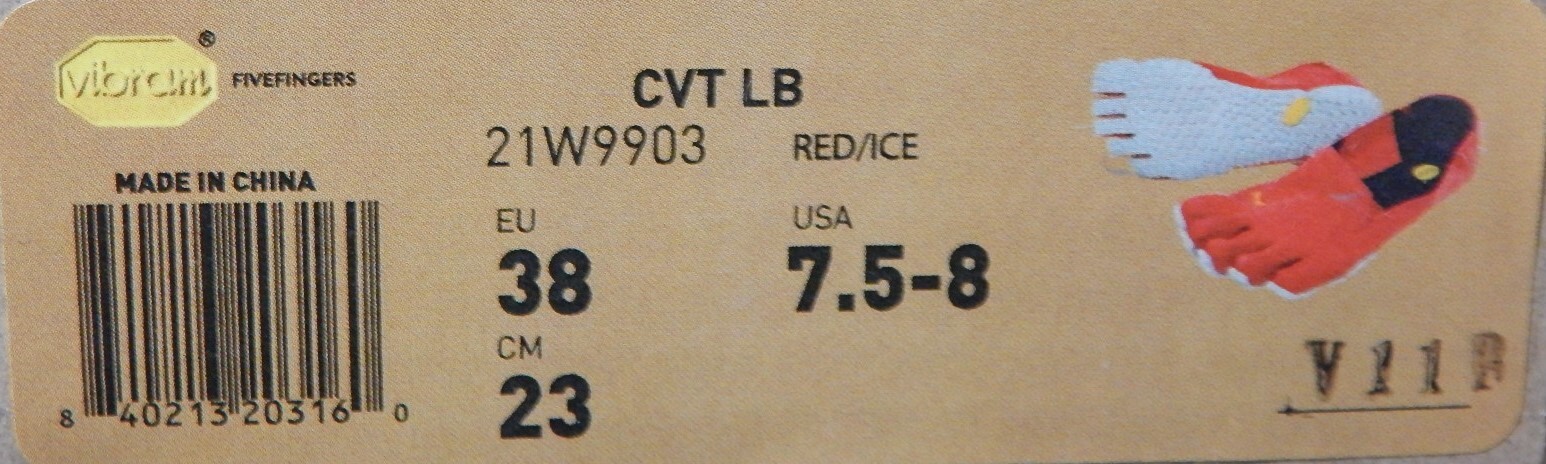 vibram® FIVEFINGERS
MADE IN CHINA
8 40213 20316 0
CVT LB
21W9903 RED/ICE
EU USA
38 7.5-8
CM
23